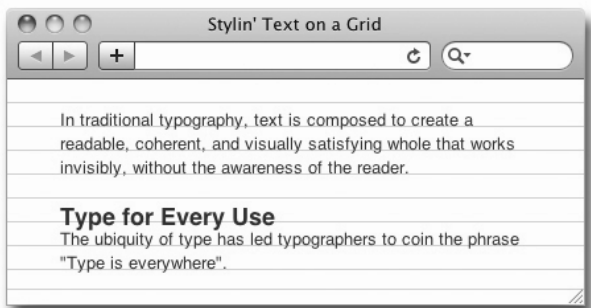 Stylin' Text on a Grid
In traditional typography, text is composed to create a
readable, coherent, and visually satisfying whole that works
invisibly, without the awareness of the reader.
Type for Every Use
The ubiquity of type has led typographers to coin the phrase
"Type is everywhere".